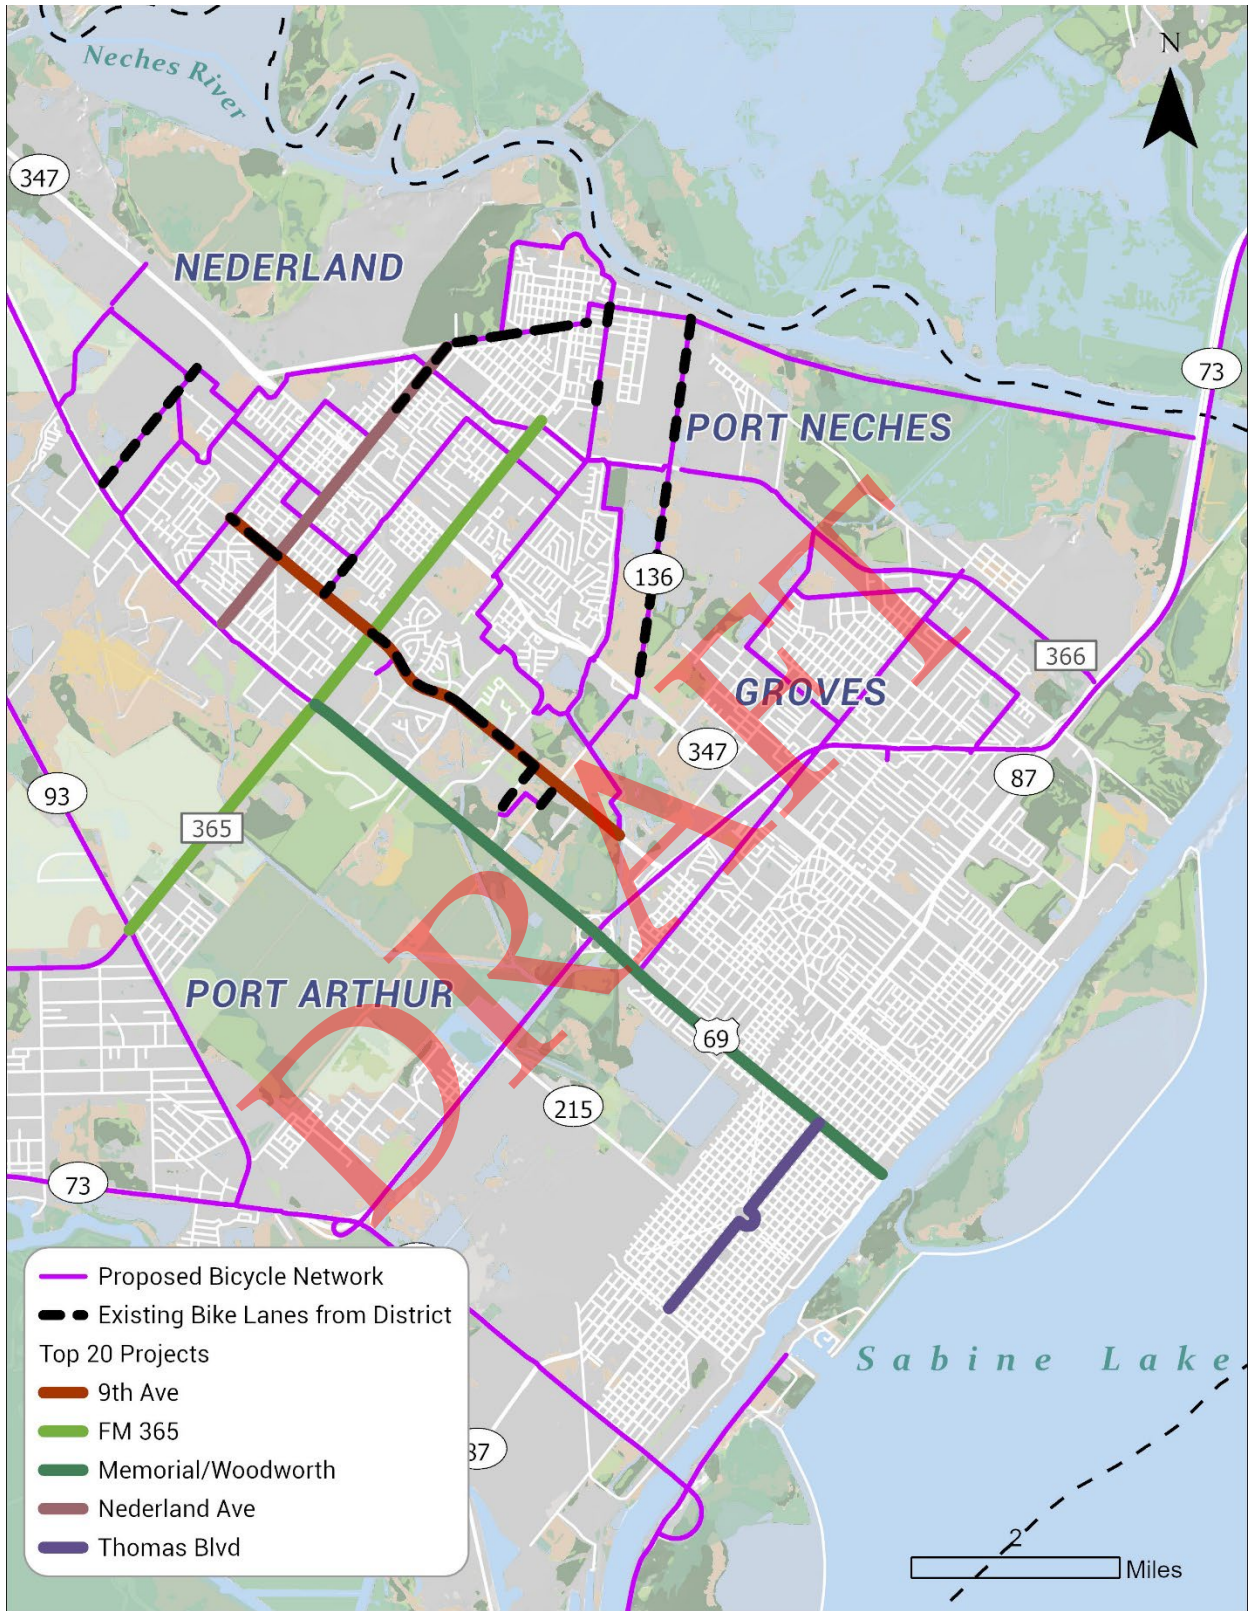 Neches River
N
347
NEDERLAND
73
PORT NECHES
136
366
GROVES
347
87
93
365
PORT ARTHUR
69
215
73
DRAFT
Proposed Bicycle Network
Existing Bike Lanes from District
Top 20 Projects
9th Ave
FM 365
Memorial/Woodworth
Nederland Ave
Thomas Blvd
Sabine Lake
2
Miles